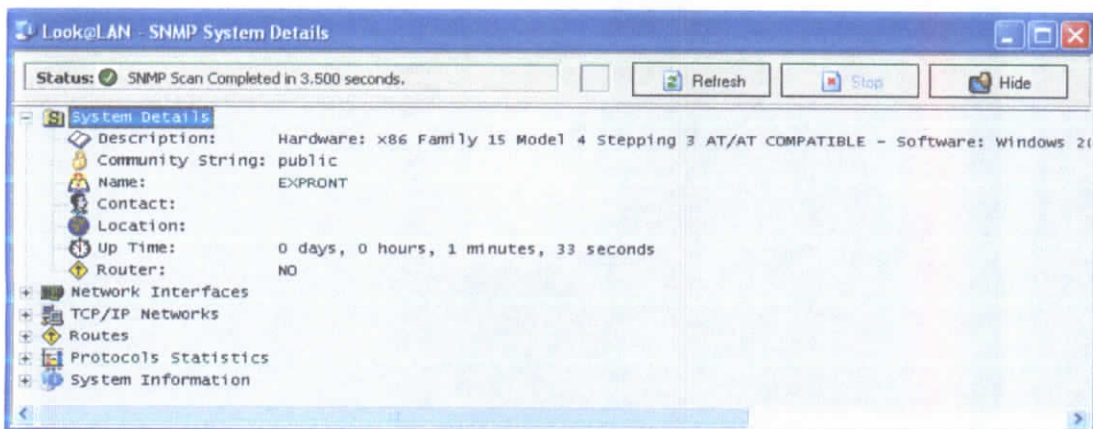 Look@LAN - SNMP System Details
Status: SNMP Scan Completed in 3.500 seconds.
Refresh
Stop
Hide
System Details
Description: Hardware: x86 Family 15 Model 4 Stepping 3 AT/AT COMPATIBLE - Software: Windows 2(
Community String: public
Name: EXPRONT
Contact:
Location:
Up Time: 0 days, 0 hours, 1 minutes, 33 seconds
Router: NO
Network Interfaces
TCP/IP Networks
Routes
Protocols Statistics
System Information